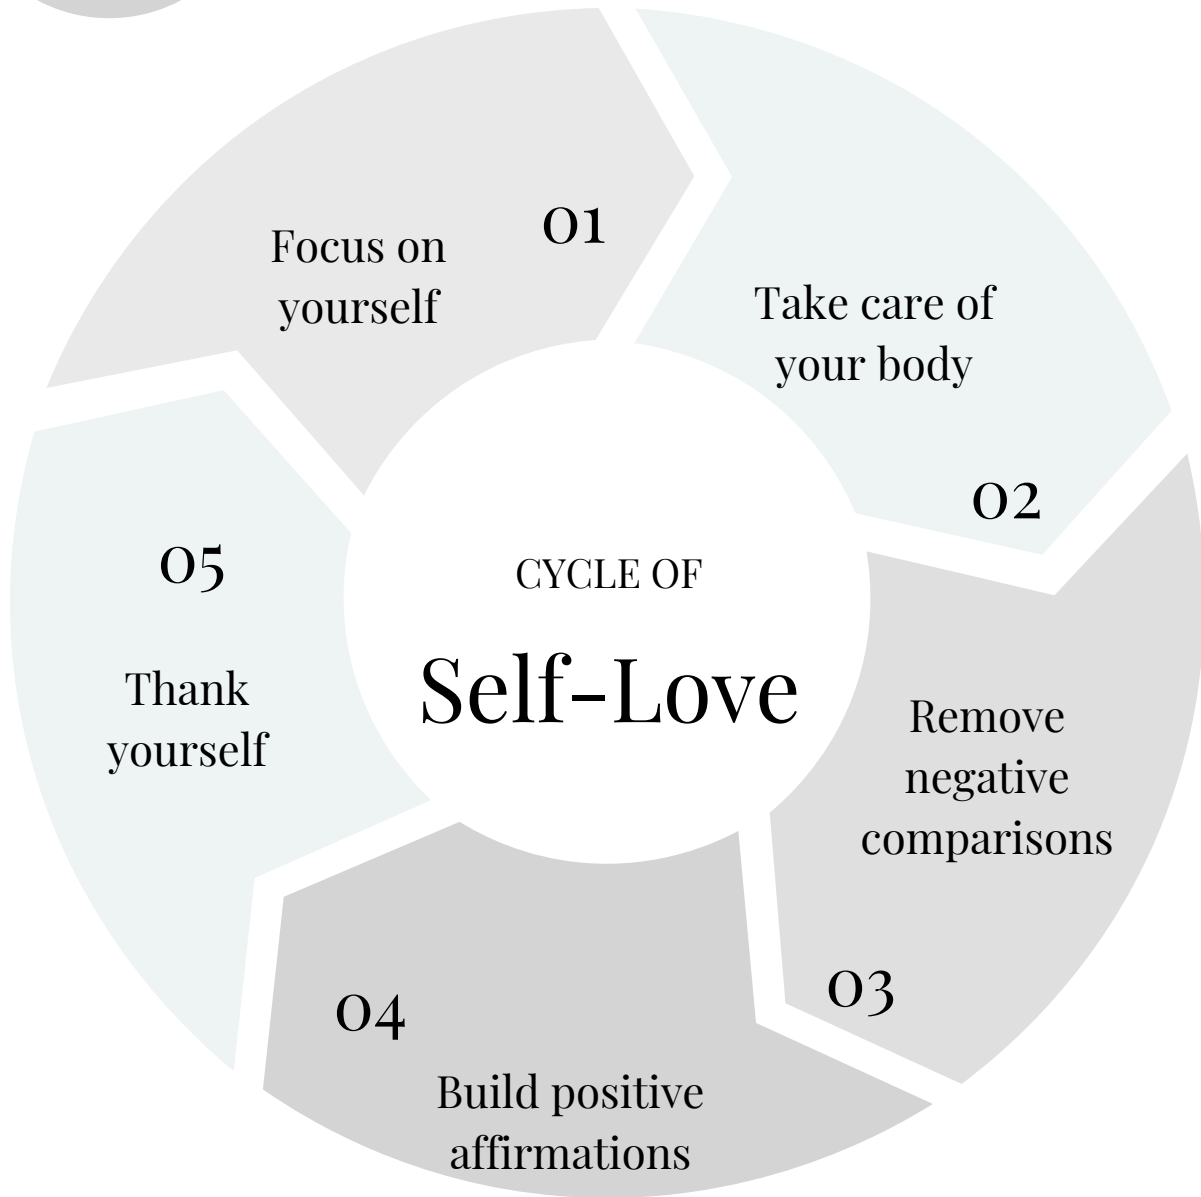 CYCLE OF
Self-Love
01
Focus on
yourself
Take care of
your body
02
Remove
negative
comparisons
03
04
Build positive
affirmations
05
Thank
yourself